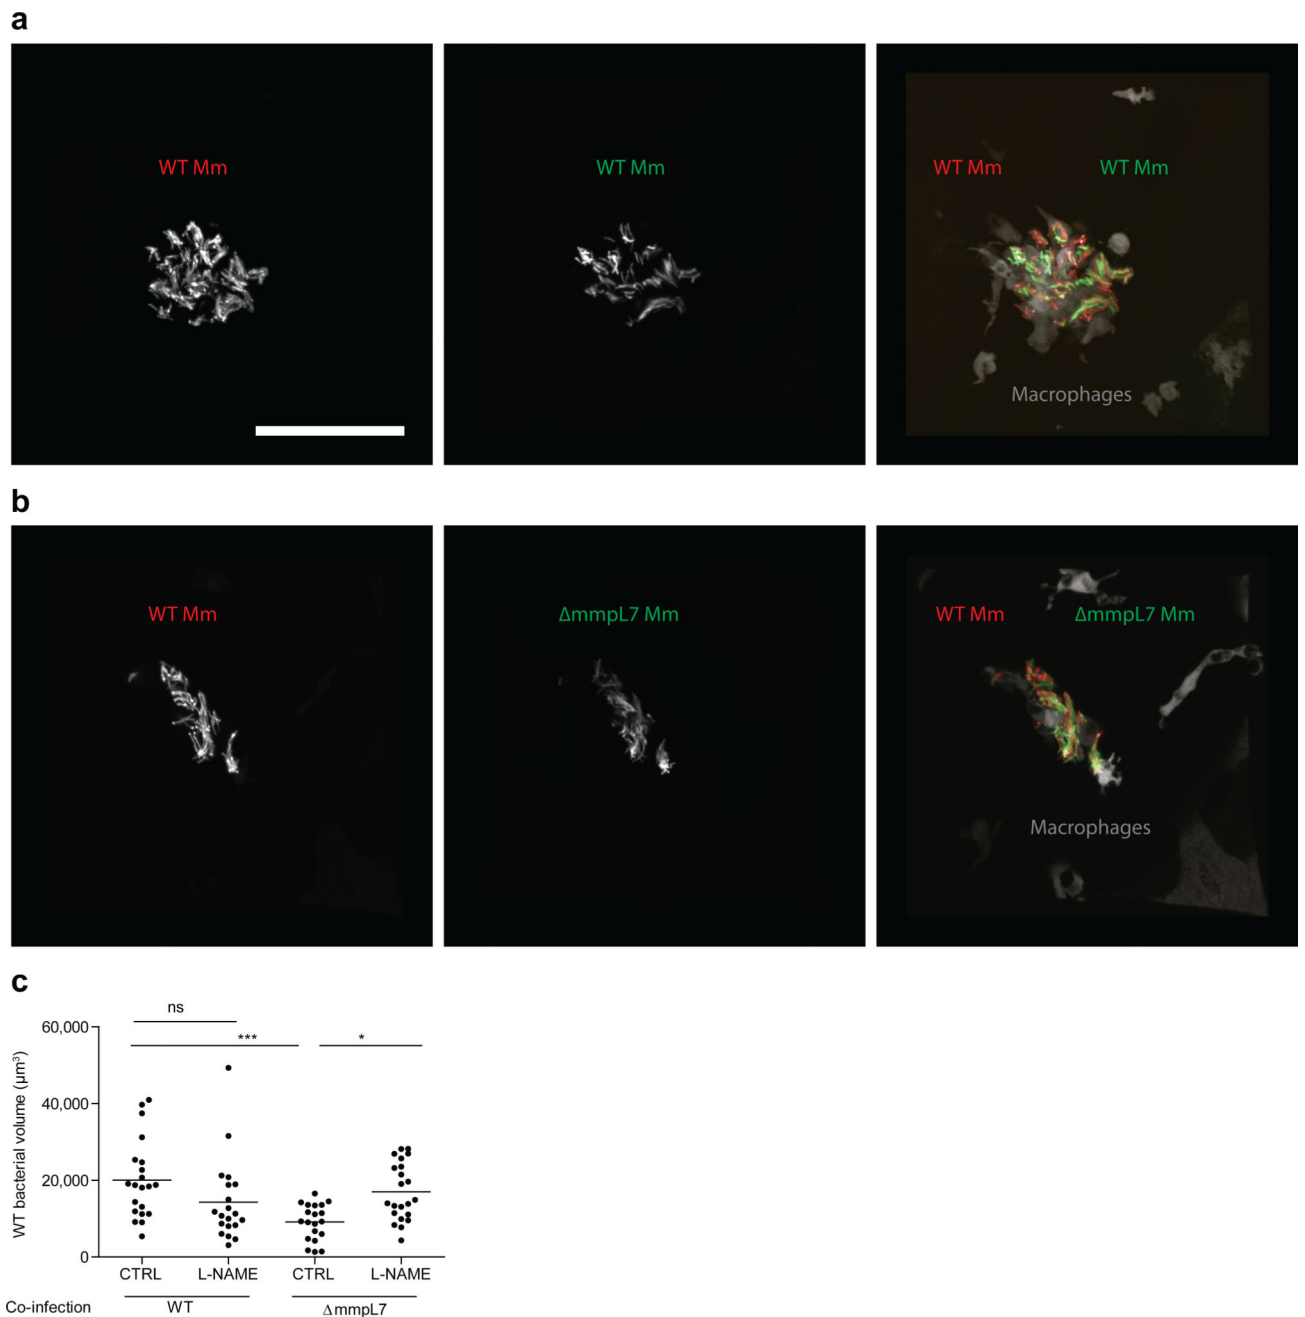 a
WT Mm
WT Mm
WT Mm WT Mm
Macrophages
b
WT Mm
ΔmmpL7 Mm
WT Mm ΔmmpL7 Mm
Macrophages
c
ns
*** *
60,000
40,000
20,000
0
WT bacterial volume (µm³)
CTRL L-NAME CTRL L-NAME
Co-infection WT ΔmmpL7